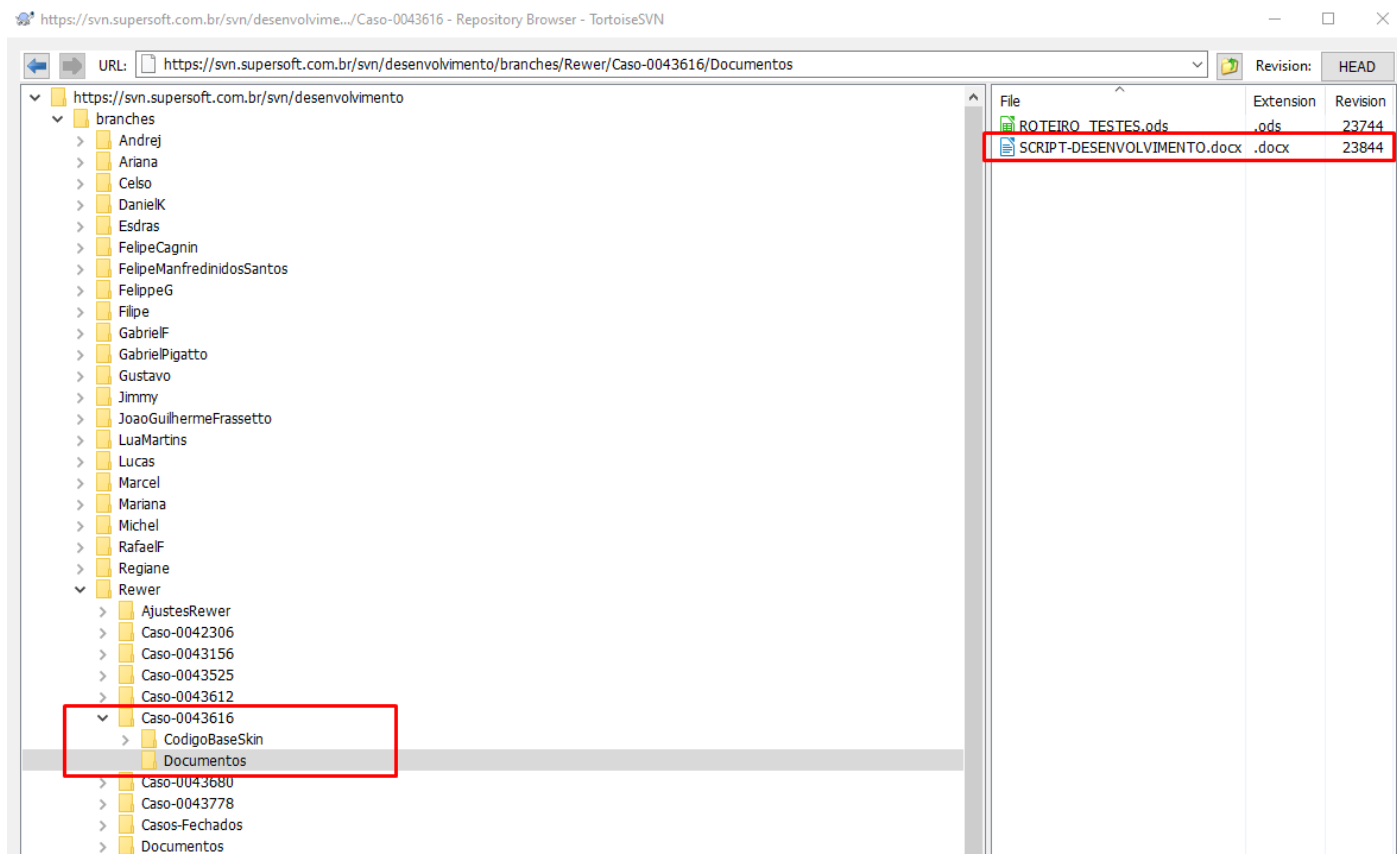 https://svn.supersoft.com.br/svn/desenvolvime.../Caso-0043616 - Repository Browser - TortoiseSVN
URL: https://svn.supersoft.com.br/svn/desenvolvimento/branches/Rewer/Caso-0043616/Documentos Revision: HEAD
https://svn.supersoft.com.br/svn/desenvolvimento
branches
Andrej
Ariana
Celso
DanielK
Esdras
FelipeCagnin
FelipeManfredinidosSantos
FelippeG
Filipe
GabrielF
GabrielPigatto
Gustavo
Jimmy
JoaoGuilhermeFrassetto
LuaMartins
Lucas
Marcel
Mariana
Michel
RafaelF
Regiane
Rewer
AjustesRewer
Caso-0042306
Caso-0043156
Caso-0043525
Caso-0043612
Caso-0043616
CodigoBaseSkin
Documentos
Caso-0043680
Caso-0043778
Casos-Fechados
Documentos
File Extension Revision
ROTEIRO_TESTES.ods .ods 23744
SCRIPT-DESENVOLVIMENTO.docx .docx 23844